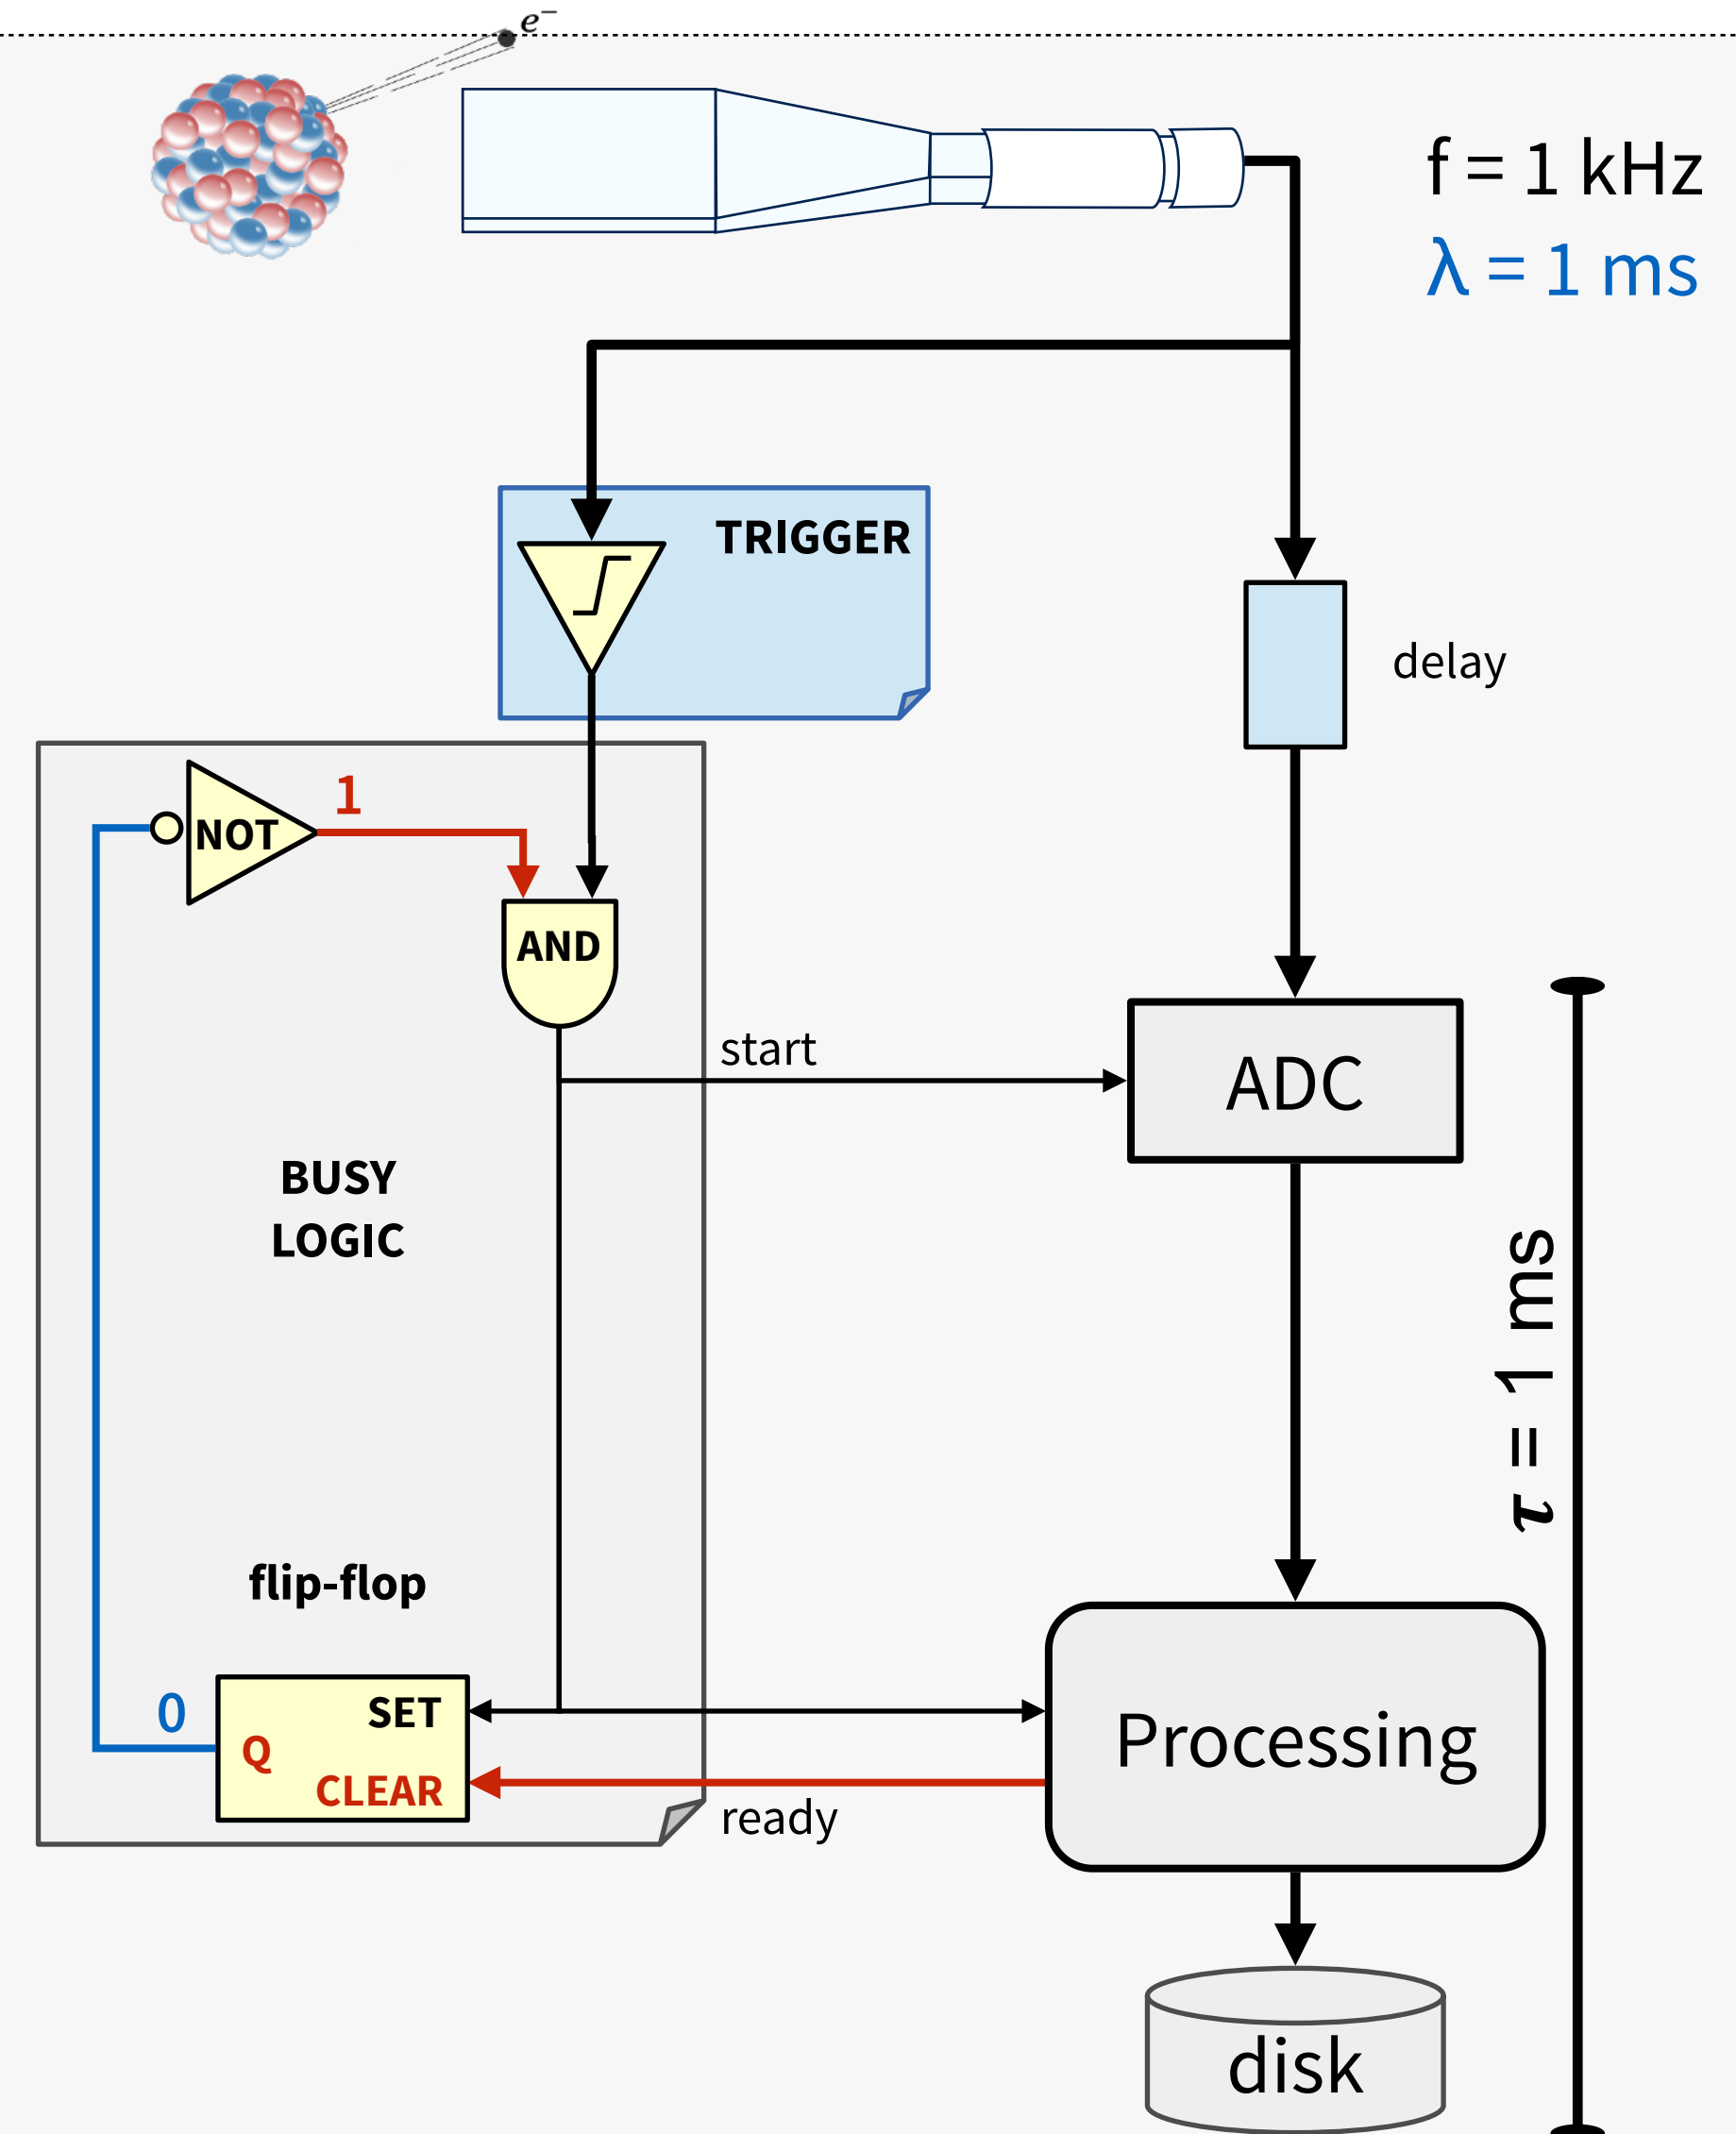 e⁻
f = 1 kHz
λ = 1 ms
TRIGGER
delay
NOT
1
AND
start
ADC
BUSY
LOGIC
τ = 1 ms
flip-flop
0
SET
Q
CLEAR
Processing
ready
disk